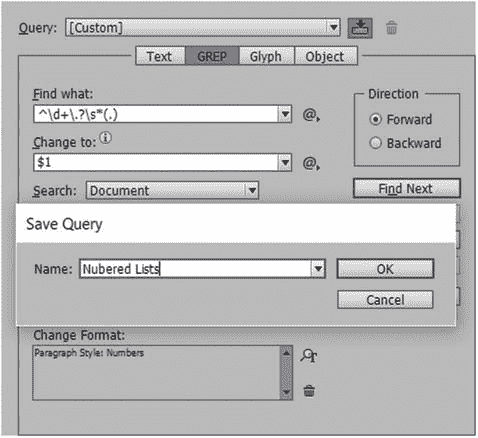 Query: [Custom]
Text GREP Glyph Object
Find what:
^\d+\.?\s*(.)
@
Direction
Forward
Backward
Change to:
$1
@
Search: Document
Find Next
Save Query
Name: Nubered Lists
OK
Cancel
Change Format:
Paragraph Style: Numbers